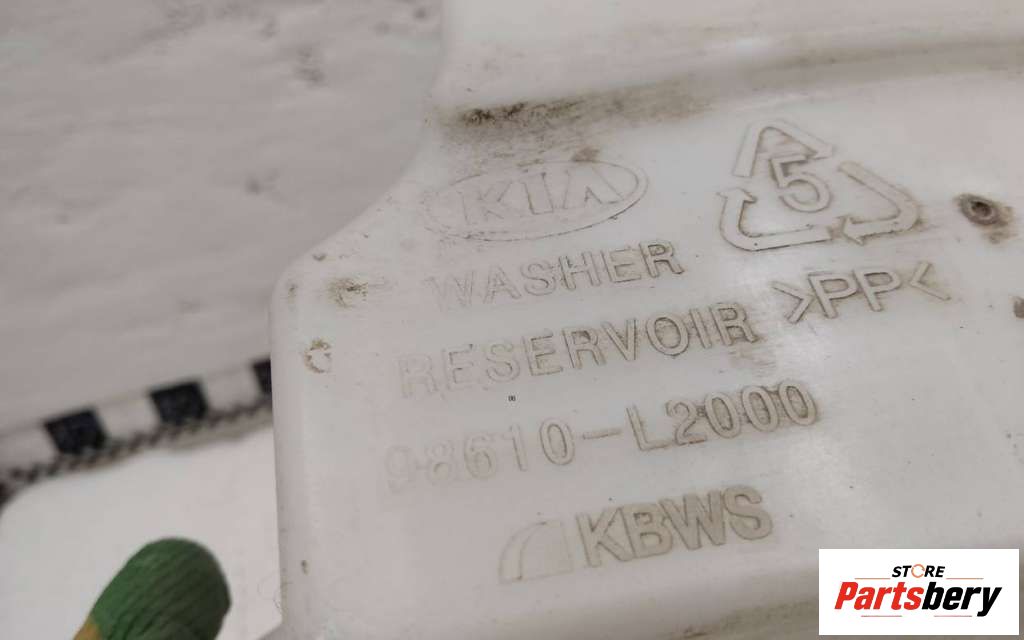 KIA
5
WASHER
RESERVOIR >PP<
98610-L2000
KBWS
STORE
Partsbery